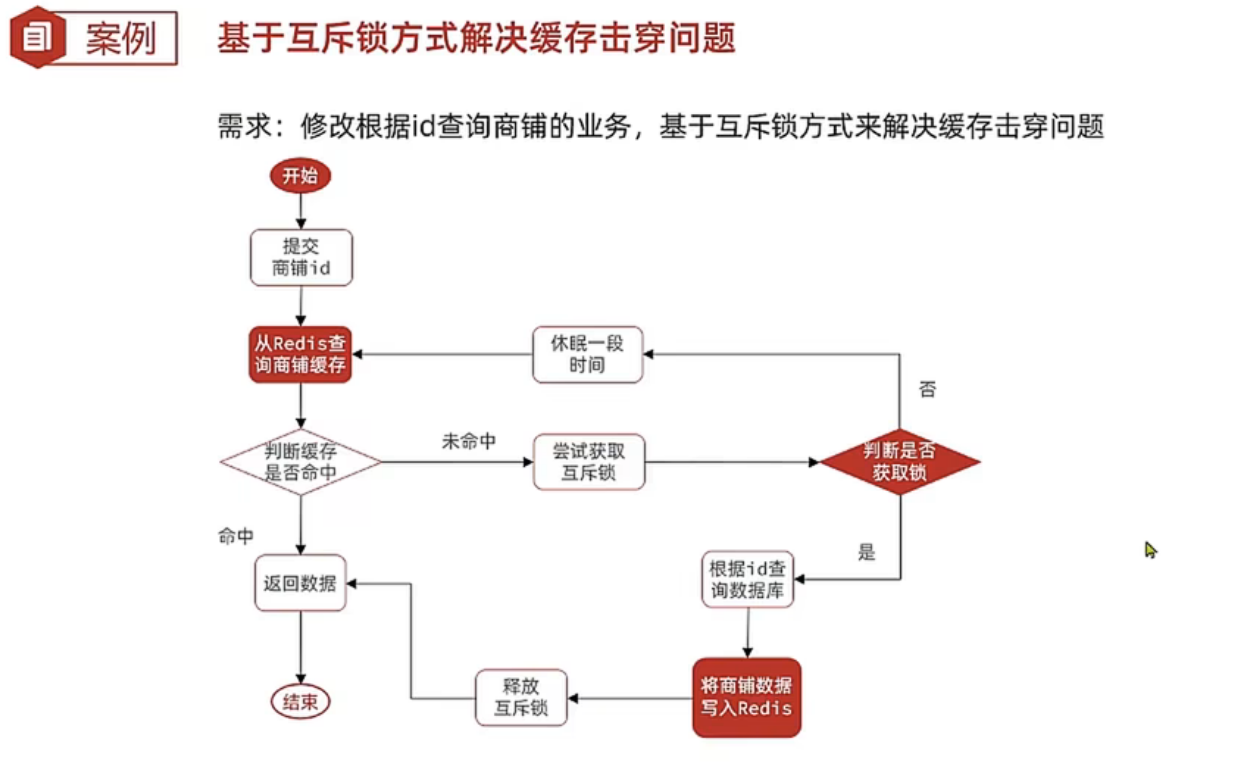 案例
基于互斥锁方式解决缓存击穿问题
需求：修改根据id查询商铺的业务，基于互斥锁方式来解决缓存击穿问题
开始
提交
商铺id
从Redis查
询商铺缓存
休眠一段
时间
否
判断缓存
是否命中
未命中
尝试获取
互斥锁
判断是否
获取锁
命中
是
返回数据
根据id查
询数据库
释放
互斥锁
将商铺数据
写入Redis
结束